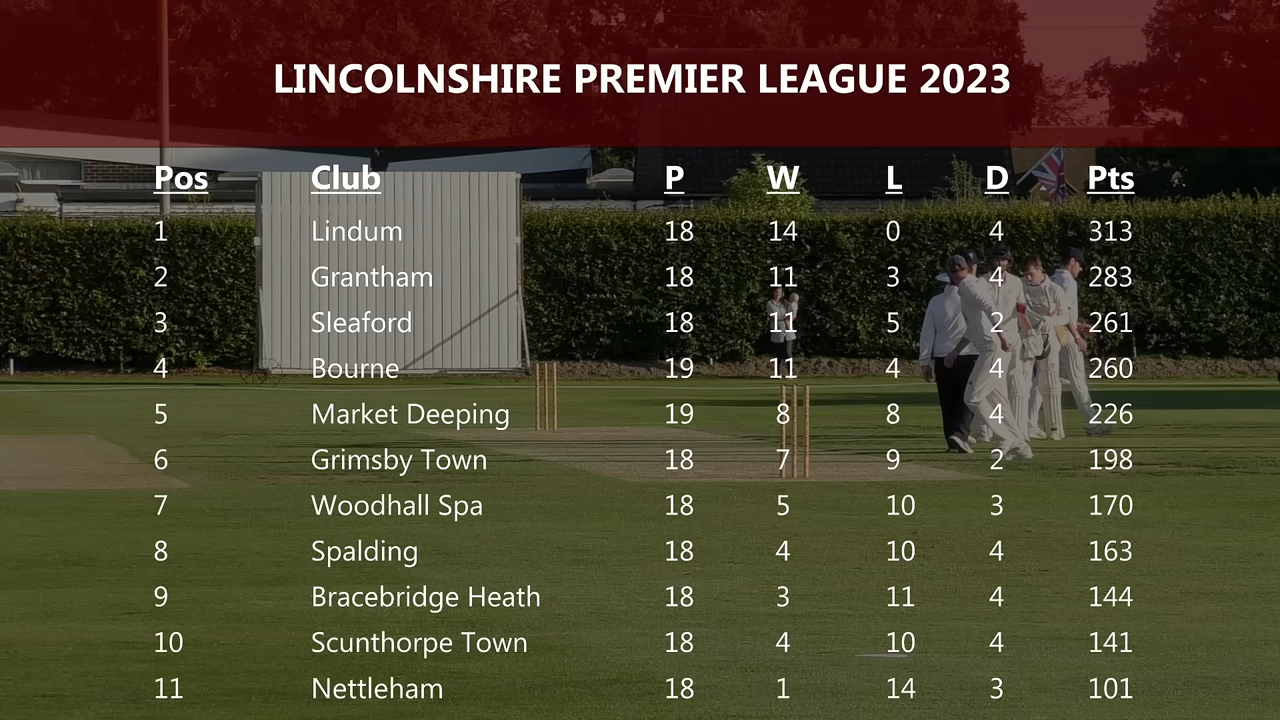 LINCOLNSHIRE PREMIER LEAGUE 2023
Pos Club P W L D Pts
1 Lindum 18 14 0 4 313
2 Grantham 18 11 3 4 283
3 Sleaford 18 11 5 2 261
4 Bourne 19 11 4 4 260
5 Market Deeping 19 8 8 4 226
6 Grimsby Town 18 7 9 2 198
7 Woodhall Spa 18 5 10 3 170
8 Spalding 18 4 10 4 163
9 Bracebridge Heath 18 3 11 4 144
10 Scunthorpe Town 18 4 10 4 141
11 Nettleham 18 1 14 3 101